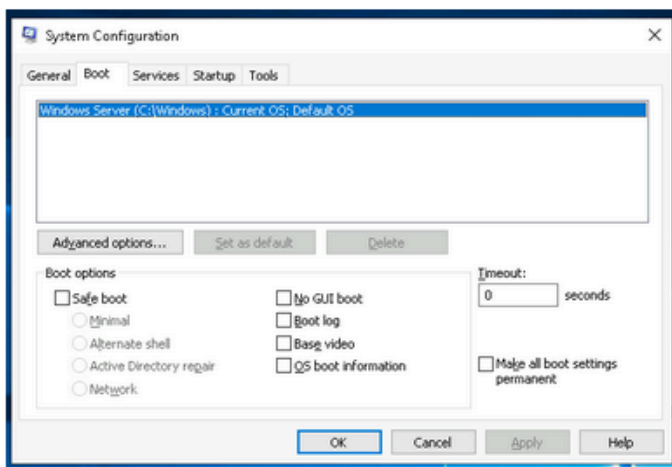 System Configuration
General Boot Services Startup Tools
Windows Server (C:\Windows) : Current OS; Default OS
Advanced options... Set as default Delete
Boot options
Timeout:
Safe boot No GUI boot
0 seconds
Minimal Boot log
Alternate shell Base video
Active Directory repair OS boot information
Make all boot settings
permanent
Network
OK Cancel Apply Help